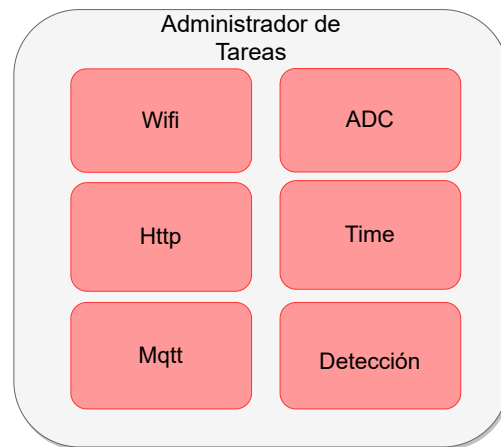 Administrador de
Tareas
Wifi
ADC
Http
Time
Mqtt
Detección